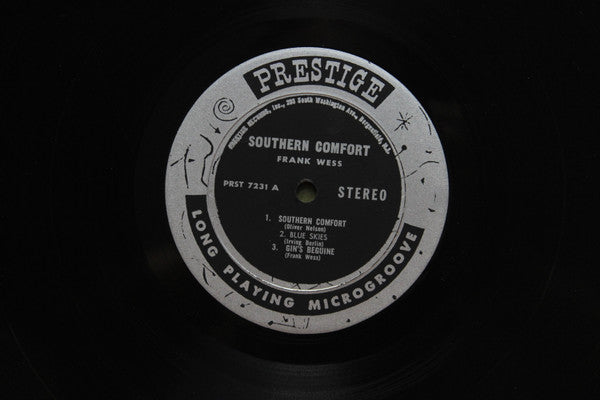 PRESTIGE
PRESTIGE RECORDS, Inc., 203 South Washington Ave., Bergenfield, N.J.
SOUTHERN COMFORT
FRANK WESS
PRST 7231 A
STEREO
1. SOUTHERN COMFORT
(Oliver Nelson)
2. BLUE SKIES
(Irving Berlin)
3. GIN'S BEGUINE
(Frank Wess)
LONG PLAYING MICROGROOVE